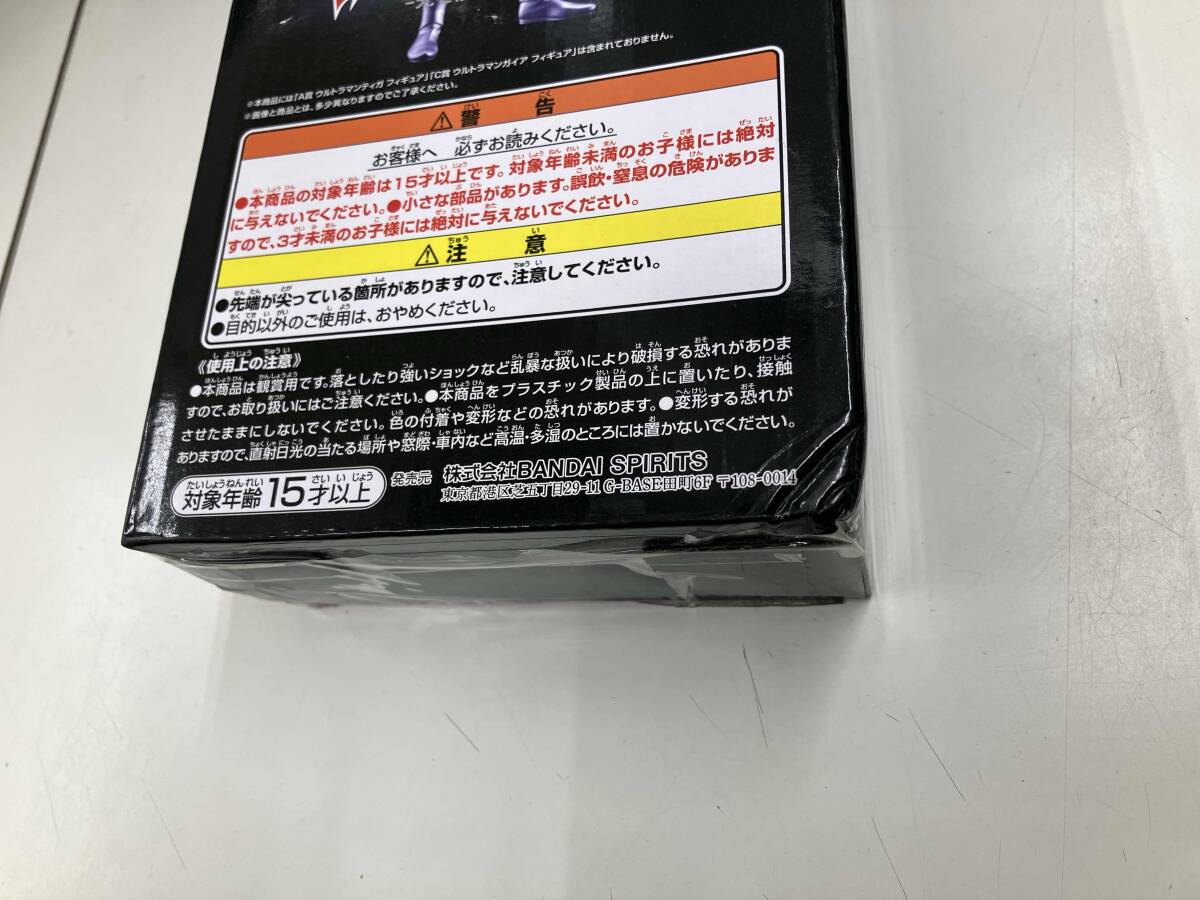 ※本商品には「A賞 ウルトラマンティガ フィギュア」「C賞 ウルトラマンガイア フィギュア」は含まれておりません。
※画像と商品とは、多少異なりますのでご了承ください。
⚠警告
お客様へ 必ずお読みください。
●本商品の対象年齢は15才以上です。対象年齢未満のお子様には絶対
に与えないでください。●小さな部品があります。誤飲・窒息の危険がありま
すので、3才未満のお子様には絶対に与えないでください。
⚠注意
●先端が尖っている箇所がありますので、注意してください。
●目的以外のご使用は、おやめください。
《使用上の注意》
●本商品は観賞用です。落としたり強いショックなど乱暴な扱いにより破損する恐れがありま
すので、お取り扱いにはご注意ください。●本商品をプラスチック製品の上に置いたり、接触
させたままにしないでください。色の付着や変形などの恐れがあります。●変形する恐れが
ありますので、直射日光の当たる場所や窓際・車内など高温・多湿のところには置かないでください。
対象年齢 15才以上
発売元 株式会社BANDAI SPIRITS
東京都港区芝五丁目29-11 G-BASE田町6F 〒108-0014